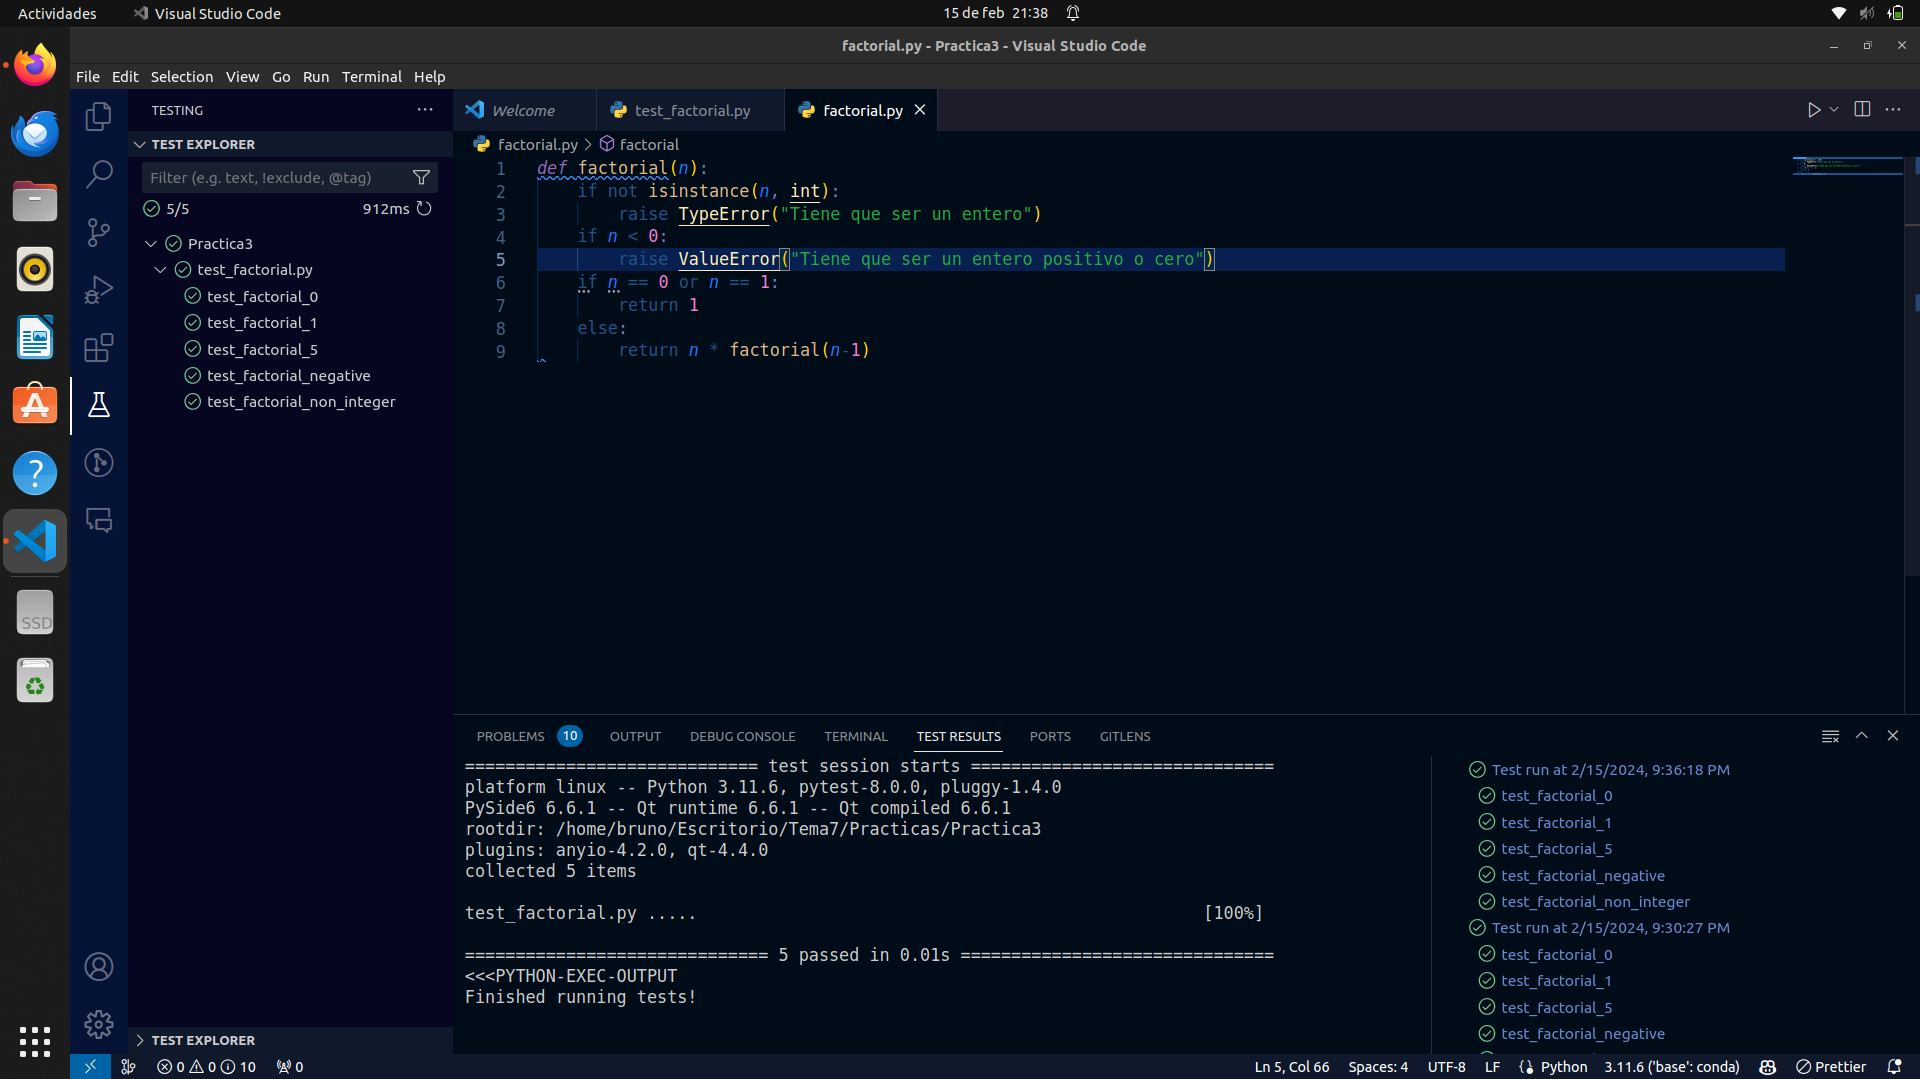 Actividades
Visual Studio Code
15 de feb 21:38
factorial.py - Practica3 - Visual Studio Code
File Edit Selection View Go Run Terminal Help
TESTING
TEST EXPLORER
Filter (e.g. text, !exclude, @tag)
5/5
912ms
Practica3
test_factorial.py
test_factorial_0
test_factorial_1
test_factorial_5
test_factorial_negative
test_factorial_non_integer
TEST EXPLORER
SSD
Welcome
test_factorial.py
factorial.py
factorial.py > factorial
1 def factorial(n):
2 if not isinstance(n, int):
3 raise TypeError("Tiene que ser un entero")
4 if n < 0:
5 raise ValueError("Tiene que ser un entero positivo o cero")
6 if n == 0 or n == 1:
7 return 1
8 else:
9 return n * factorial(n-1)
PROBLEMS 10 OUTPUT DEBUG CONSOLE TERMINAL TEST RESULTS PORTS GITLENS
============================= test session starts ==============================
platform linux -- Python 3.11.6, pytest-8.0.0, pluggy-1.4.0
PySide6 6.6.1 -- Qt runtime 6.6.1 -- Qt compiled 6.6.1
rootdir: /home/bruno/Escritorio/Tema7/Practicas/Practica3
plugins: anyio-4.2.0, qt-4.4.0
collected 5 items
test_factorial.py ..... [100%]
============================== 5 passed in 0.01s ===============================
<<<PYTHON-EXEC-OUTPUT
Finished running tests!
Test run at 2/15/2024, 9:36:18 PM
test_factorial_0
test_factorial_1
test_factorial_5
test_factorial_negative
test_factorial_non_integer
Test run at 2/15/2024, 9:30:27 PM
test_factorial_0
test_factorial_1
test_factorial_5
test_factorial_negative
0 0 10 0
Ln 5, Col 66 Spaces: 4 UTF-8 LF Python 3.11.6 ('base': conda) Prettier